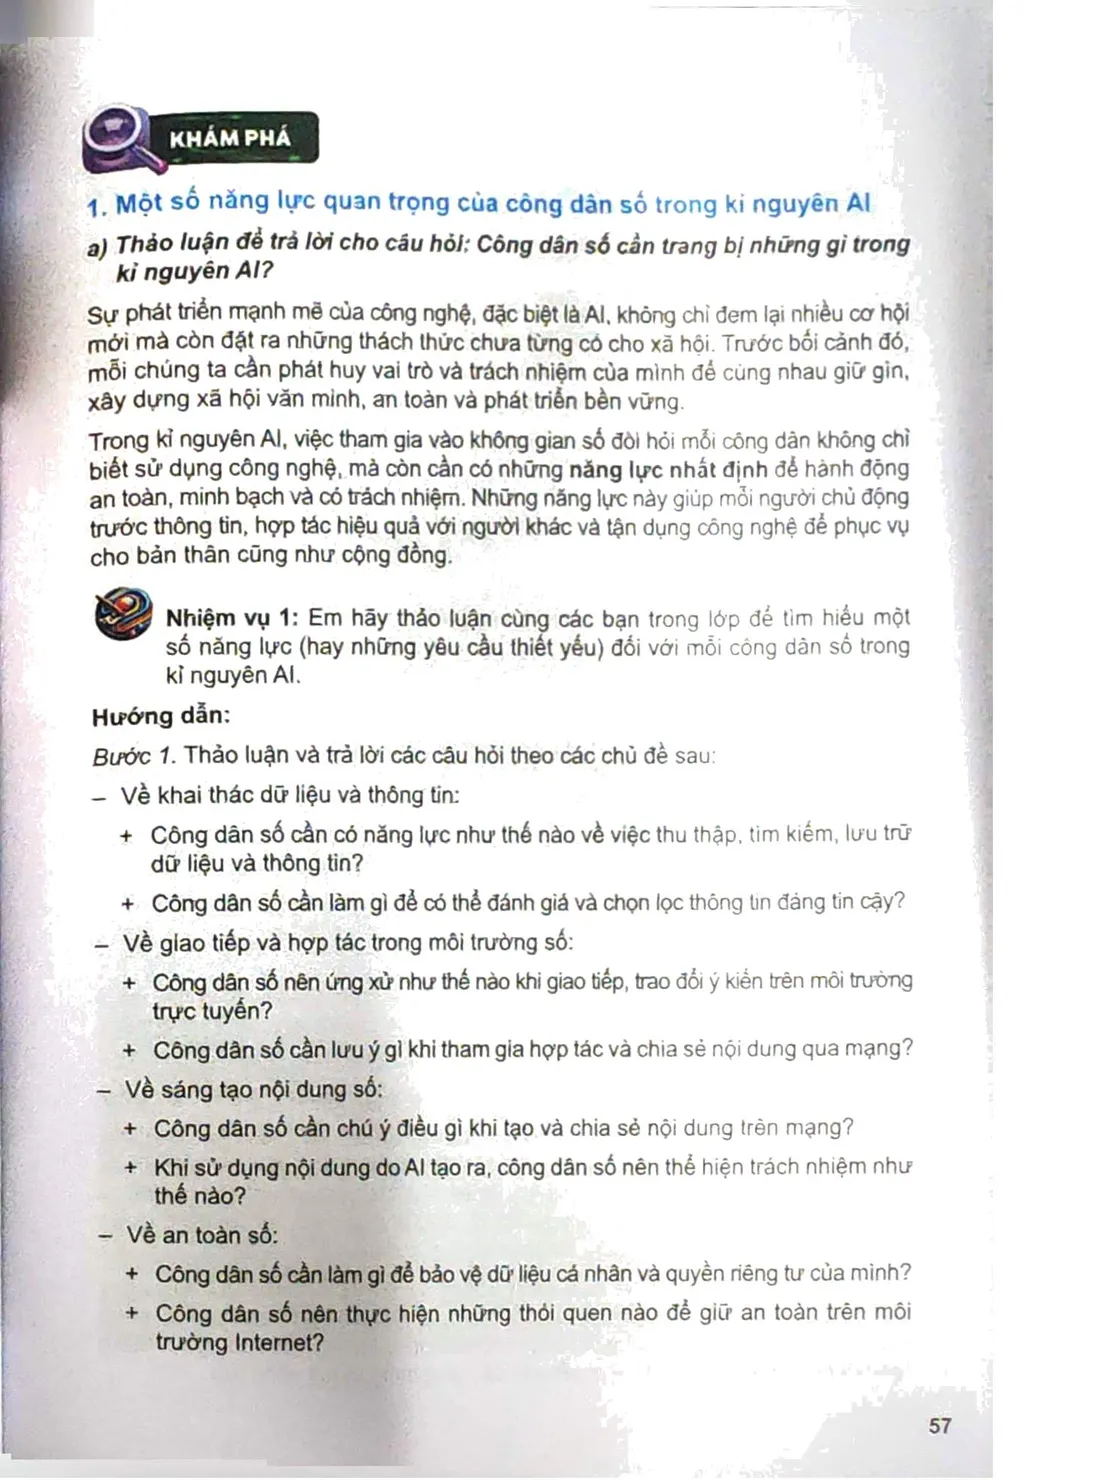 KHÁM PHÁ
1. Một số năng lực quan trọng của công dân số trong kỉ nguyên AI
a) Thảo luận để trả lời cho câu hỏi: Công dân số cần trang bị những gì trong
kỉ nguyên AI?
Sự phát triển mạnh mẽ của công nghệ, đặc biệt là AI, không chỉ đem lại nhiều cơ hội
mới mà còn đặt ra những thách thức chưa từng có cho xã hội. Trước bối cảnh đó,
mỗi chúng ta cần phát huy vai trò và trách nhiệm của mình để cùng nhau giữ gìn,
xây dựng xã hội văn minh, an toàn và phát triển bền vững.
Trong kỉ nguyên AI, việc tham gia vào không gian số đòi hỏi mỗi công dân không chỉ
biết sử dụng công nghệ, mà còn cần có những năng lực nhất định để hành động
an toàn, minh bạch và có trách nhiệm. Những năng lực này giúp mỗi người chủ động
trước thông tin, hợp tác hiệu quả với người khác và tận dụng công nghệ để phục vụ
cho bản thân cũng như cộng đồng.
Nhiệm vụ 1: Em hãy thảo luận cùng các bạn trong lớp để tìm hiểu một
số năng lực (hay những yêu cầu thiết yếu) đối với mỗi công dân số trong
kỉ nguyên AI.
Hướng dẫn:
Bước 1. Thảo luận và trả lời các câu hỏi theo các chủ đề sau:
– Về khai thác dữ liệu và thông tin:
+ Công dân số cần có năng lực như thế nào về việc thu thập, tìm kiếm, lưu trữ
dữ liệu và thông tin?
+ Công dân số cần làm gì để có thể đánh giá và chọn lọc thông tin đáng tin cậy?
– Về giao tiếp và hợp tác trong môi trường số:
+ Công dân số nên ứng xử như thế nào khi giao tiếp, trao đổi ý kiến trên môi trường
trực tuyến?
+ Công dân số cần lưu ý gì khi tham gia hợp tác và chia sẻ nội dung qua mạng?
– Về sáng tạo nội dung số:
+ Công dân số cần chú ý điều gì khi tạo và chia sẻ nội dung trên mạng?
+ Khi sử dụng nội dung do AI tạo ra, công dân số nên thể hiện trách nhiệm như
thế nào?
– Về an toàn số:
+ Công dân số cần làm gì để bảo vệ dữ liệu cá nhân và quyền riêng tư của mình?
+ Công dân số nên thực hiện những thói quen nào để giữ an toàn trên môi
trường Internet?
57